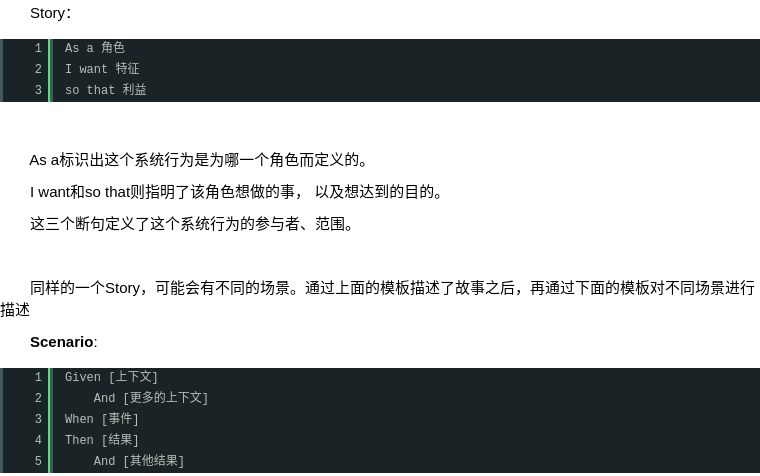 Story：
1 As a 角色
2 I want 特征
3 so that 利益
As a标识出这个系统行为是为哪一个角色而定义的。
I want和so that则指明了该角色想做的事， 以及想达到的目的。
这三个断句定义了这个系统行为的参与者、范围。
同样的一个Story，可能会有不同的场景。通过上面的模板描述了故事之后，再通过下面的模板对不同场景进行
描述
Scenario:
1 Given [上下文]
2 And [更多的上下文]
3 When [事件]
4 Then [结果]
5 And [其他结果]